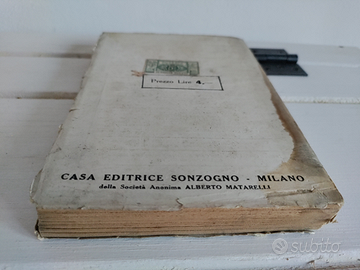 Prezzo Lire 4.
CASA EDITRICE SONZOGNO - MILANO
della Società Anonima ALBERTO MATARELLI
subito